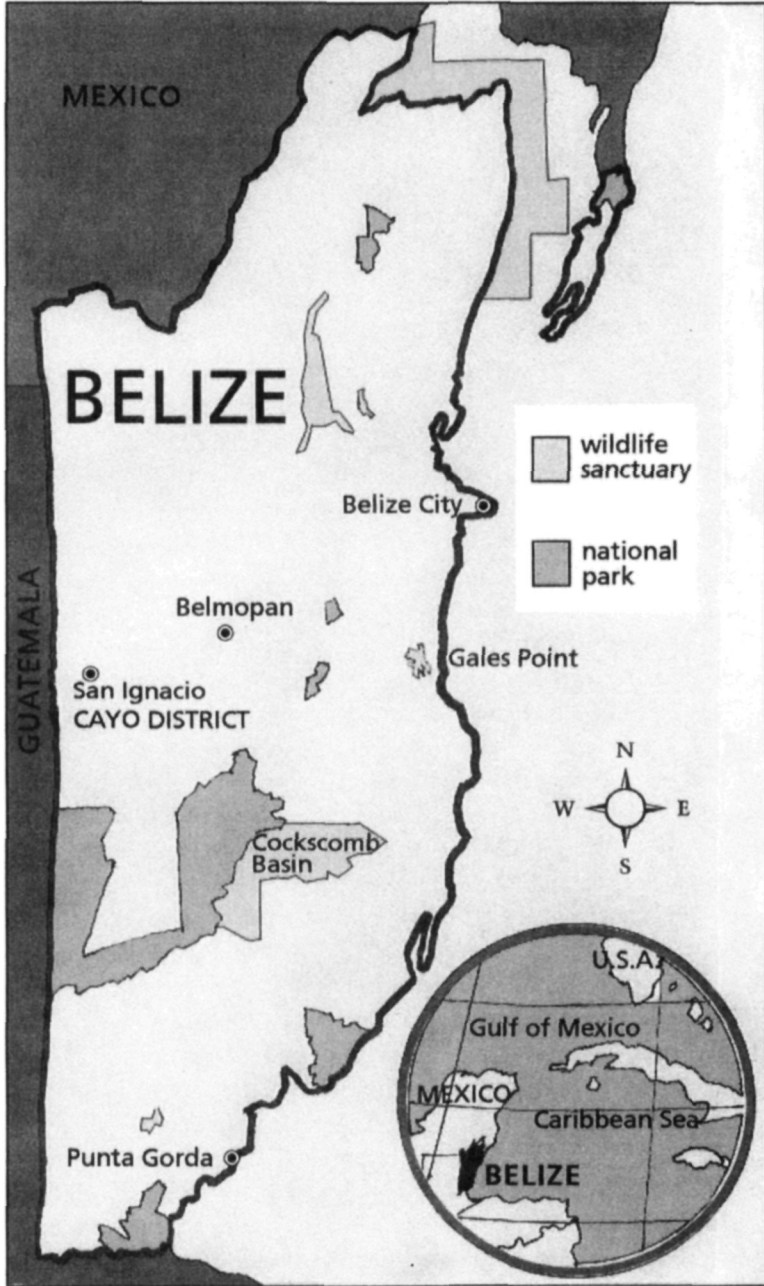 MEXICO
BELIZE
wildlife
sanctuary
Belize City
national
park
GUATEMALA
Belmopan
Gales Point
San Ignacio
CAYO DISTRICT
N
W
E
S
Cockscomb
Basin
U.S.A.
Gulf of Mexico
MEXICO
Caribbean Sea
Punta Gorda
BELIZE